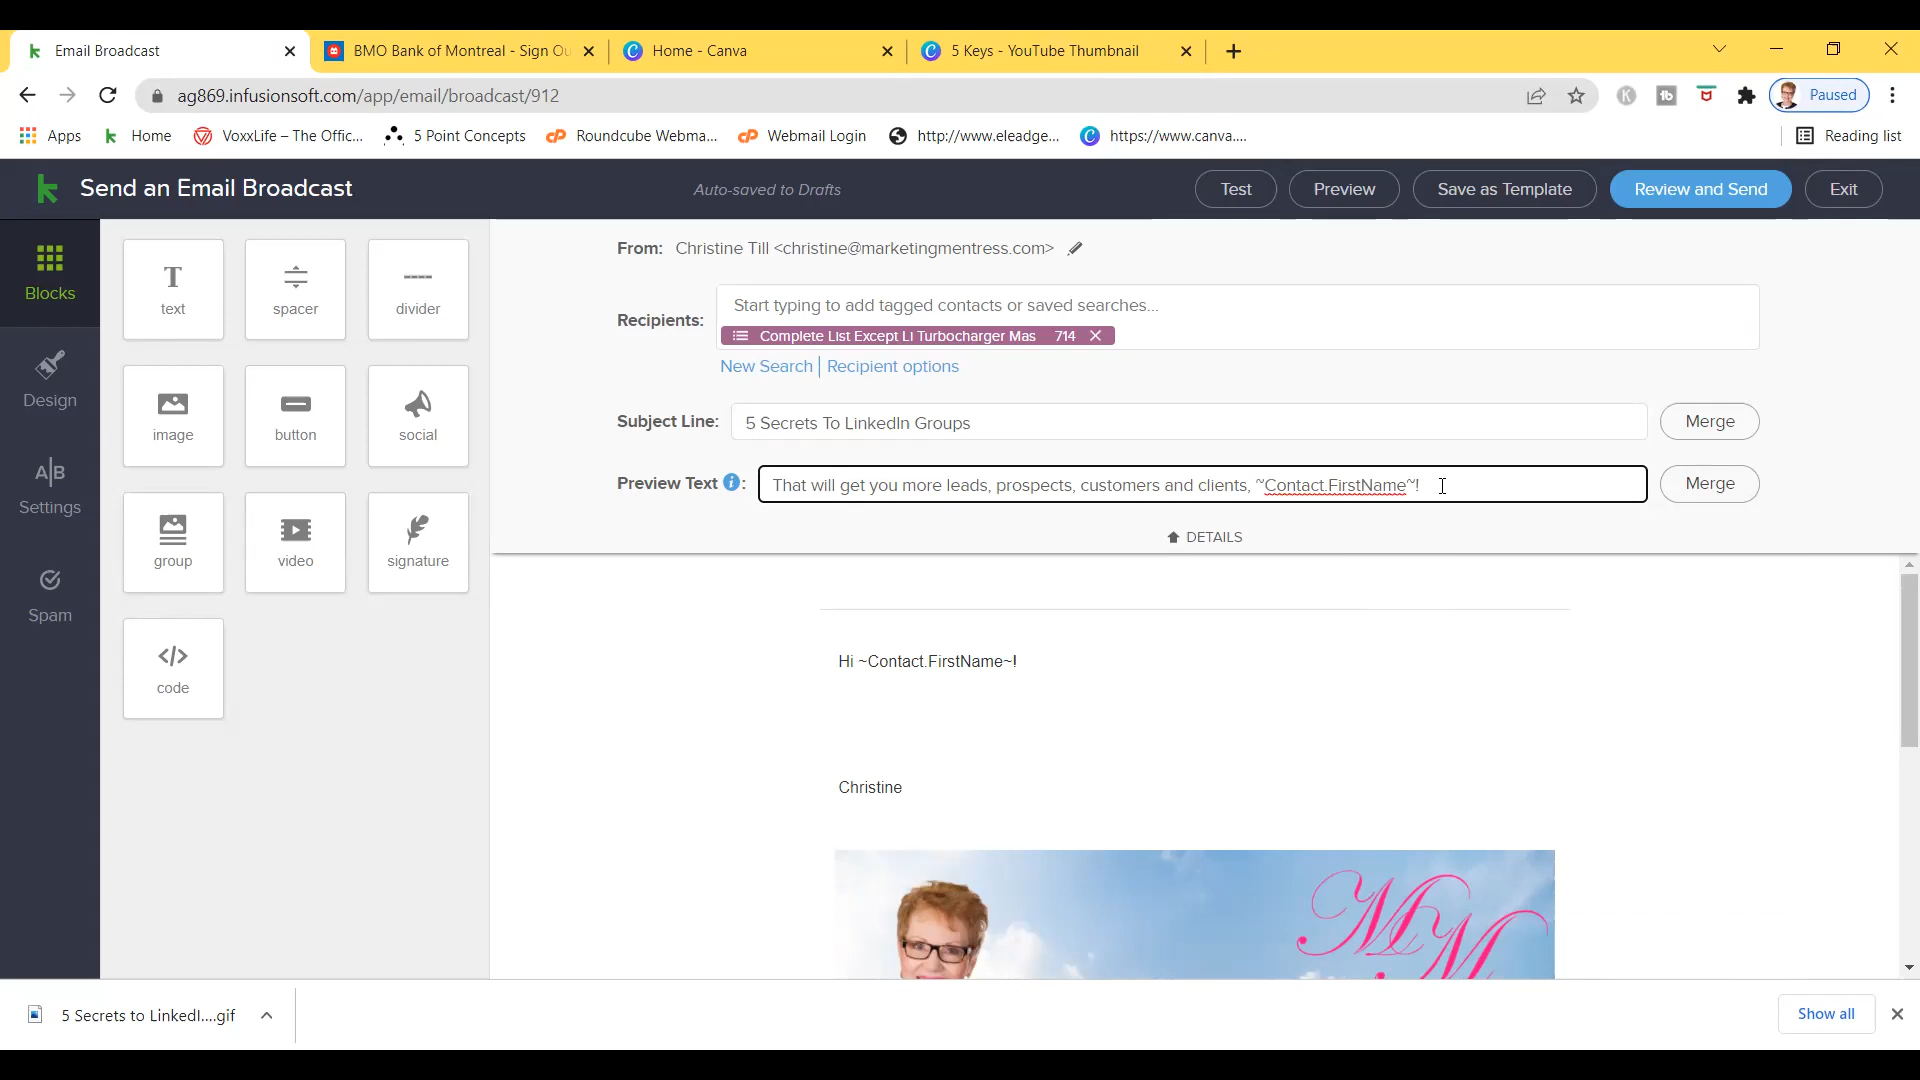 Email Broadcast
BMO Bank of Montreal - Sign Ou
Home - Canva
5 Keys - YouTube Thumbnail
ag869.infusionsoft.com/app/email/broadcast/912
Paused
Apps
Home
VoxxLife – The Offic...
5 Point Concepts
Roundcube Webma...
Webmail Login
http://www.eleadge...
https://www.canva....
Reading list
Send an Email Broadcast
Auto-saved to Drafts
Test
Preview
Save as Template
Review and Send
Exit
Blocks
Design
A|B
Settings
Spam
T
text
spacer
divider
image
button
social
group
video
signature
</>
code
From: Christine Till <christine@marketingmentress.com>
Recipients:
Start typing to add tagged contacts or saved searches...
Complete List Except LI Turbocharger Mas 714
New Search | Recipient options
Subject Line: 5 Secrets To LinkedIn Groups
Merge
Preview Text i :
That will get you more leads, prospects, customers and clients, ~Contact.FirstName~!
Merge
DETAILS
Hi ~Contact.FirstName~!
Christine
MM
5 Secrets to LinkedI....gif
Show all